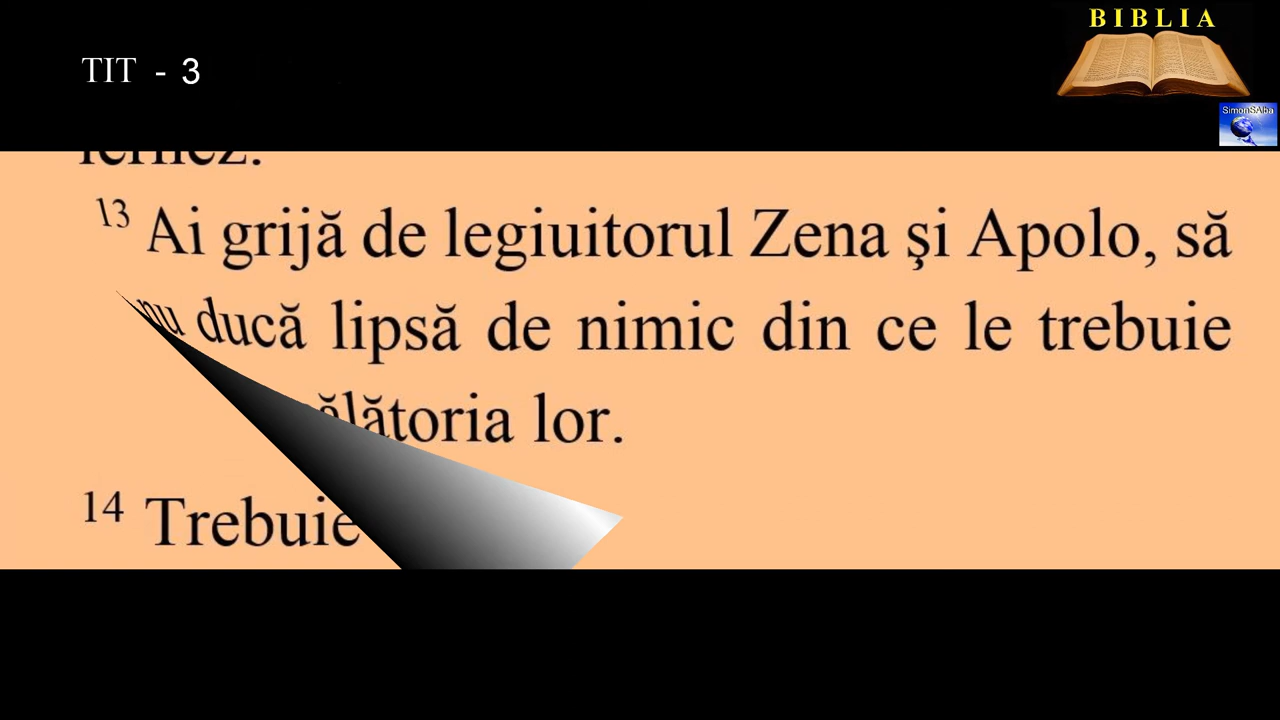 BIBLIA
TIT - 3
SimonSAlba
iernez.
13 Ai grijă de legiuitorul Zena şi Apolo, să
nu ducă lipsă de nimic din ce le trebuie
lor.
14 Trebuie